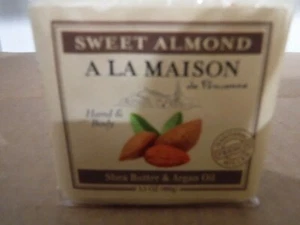 SWEET ALMOND
A LA MAISON
de Provence
Hand &
Body
Shea Butter & Argan Oil